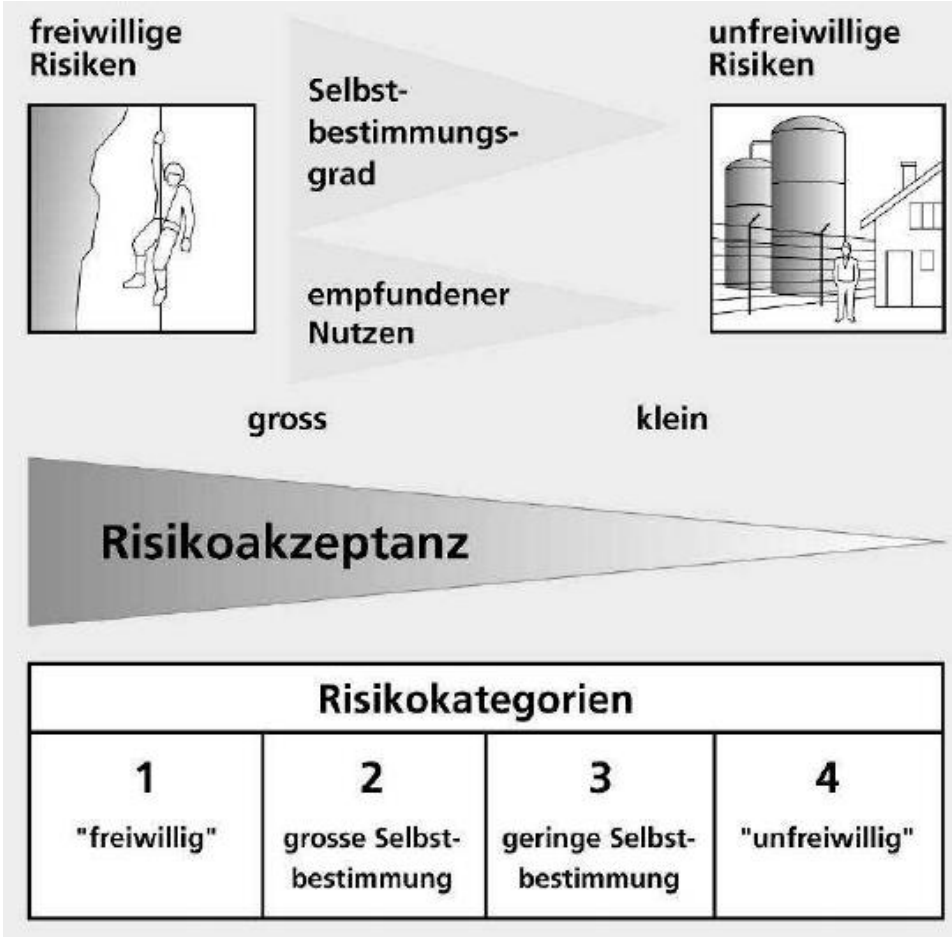 freiwillige
Risiken
unfreiwillige
Risiken
Selbst-
bestimmungs-
grad
empfundener
Nutzen
gross
klein
Risikoakzeptanz
Risikokategorien
1
"freiwillig"
2
grosse Selbst-
bestimmung
3
geringe Selbst-
bestimmung
4
"unfreiwillig"